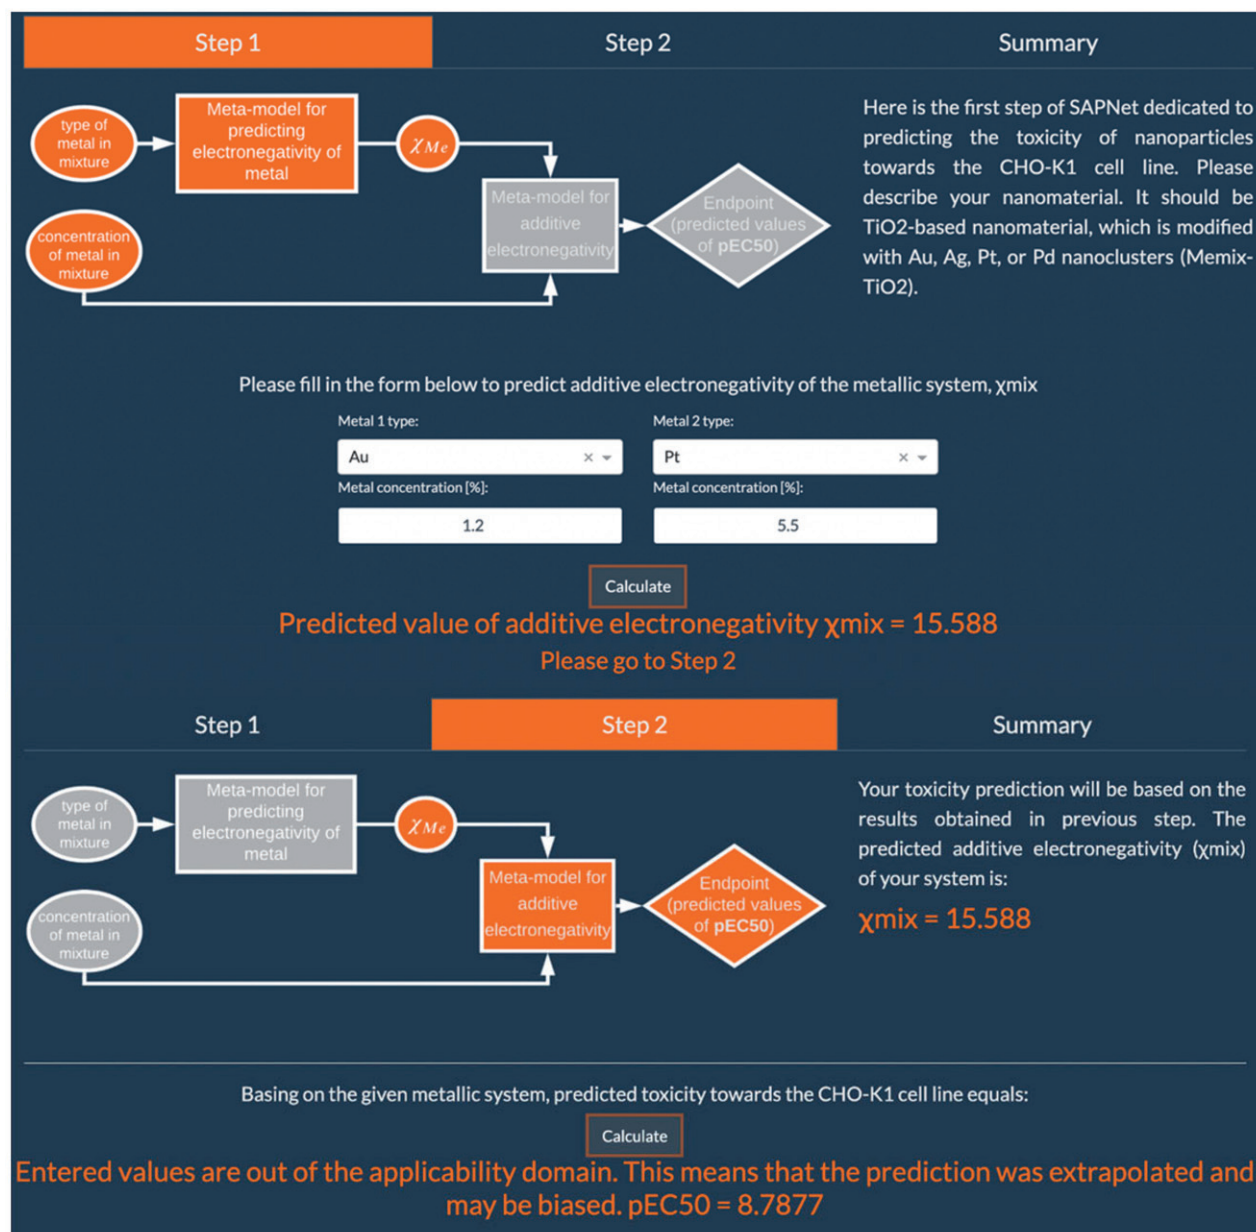 Step 1
Step 2
Summary
type of
metal in
mixture
Meta-model for
predicting
electronegativity of
metal
χMe
concentration
of metal in
mixture
Meta-model for
additive
electronegativity
Endpoint
(predicted values
of pEC50)
Here is the first step of SAPNet dedicated to
predicting the toxicity of nanoparticles
towards the CHO-K1 cell line. Please
describe your nanomaterial. It should be
TiO2-based nanomaterial, which is modified
with Au, Ag, Pt, or Pd nanoclusters (Memix-
TiO2).
Please fill in the form below to predict additive electronegativity of the metallic system, χmix
Metal 1 type:
Metal 2 type:
Au
Pt
Metal concentration [%]:
Metal concentration [%]:
1.2
5.5
Calculate
Predicted value of additive electronegativity χmix = 15.588
Please go to Step 2
Step 1
Step 2
Summary
type of
metal in
mixture
Meta-model for
predicting
electronegativity of
metal
χMe
concentration
of metal in
mixture
Meta-model for
additive
electronegativity
Endpoint
(predicted values
of pEC50)
Your toxicity prediction will be based on the
results obtained in previous step. The
predicted additive electronegativity (χmix)
of your system is:
χmix = 15.588
Basing on the given metallic system, predicted toxicity towards the CHO-K1 cell line equals:
Calculate
Entered values are out of the applicability domain. This means that the prediction was extrapolated and
may be biased. pEC50 = 8.7877